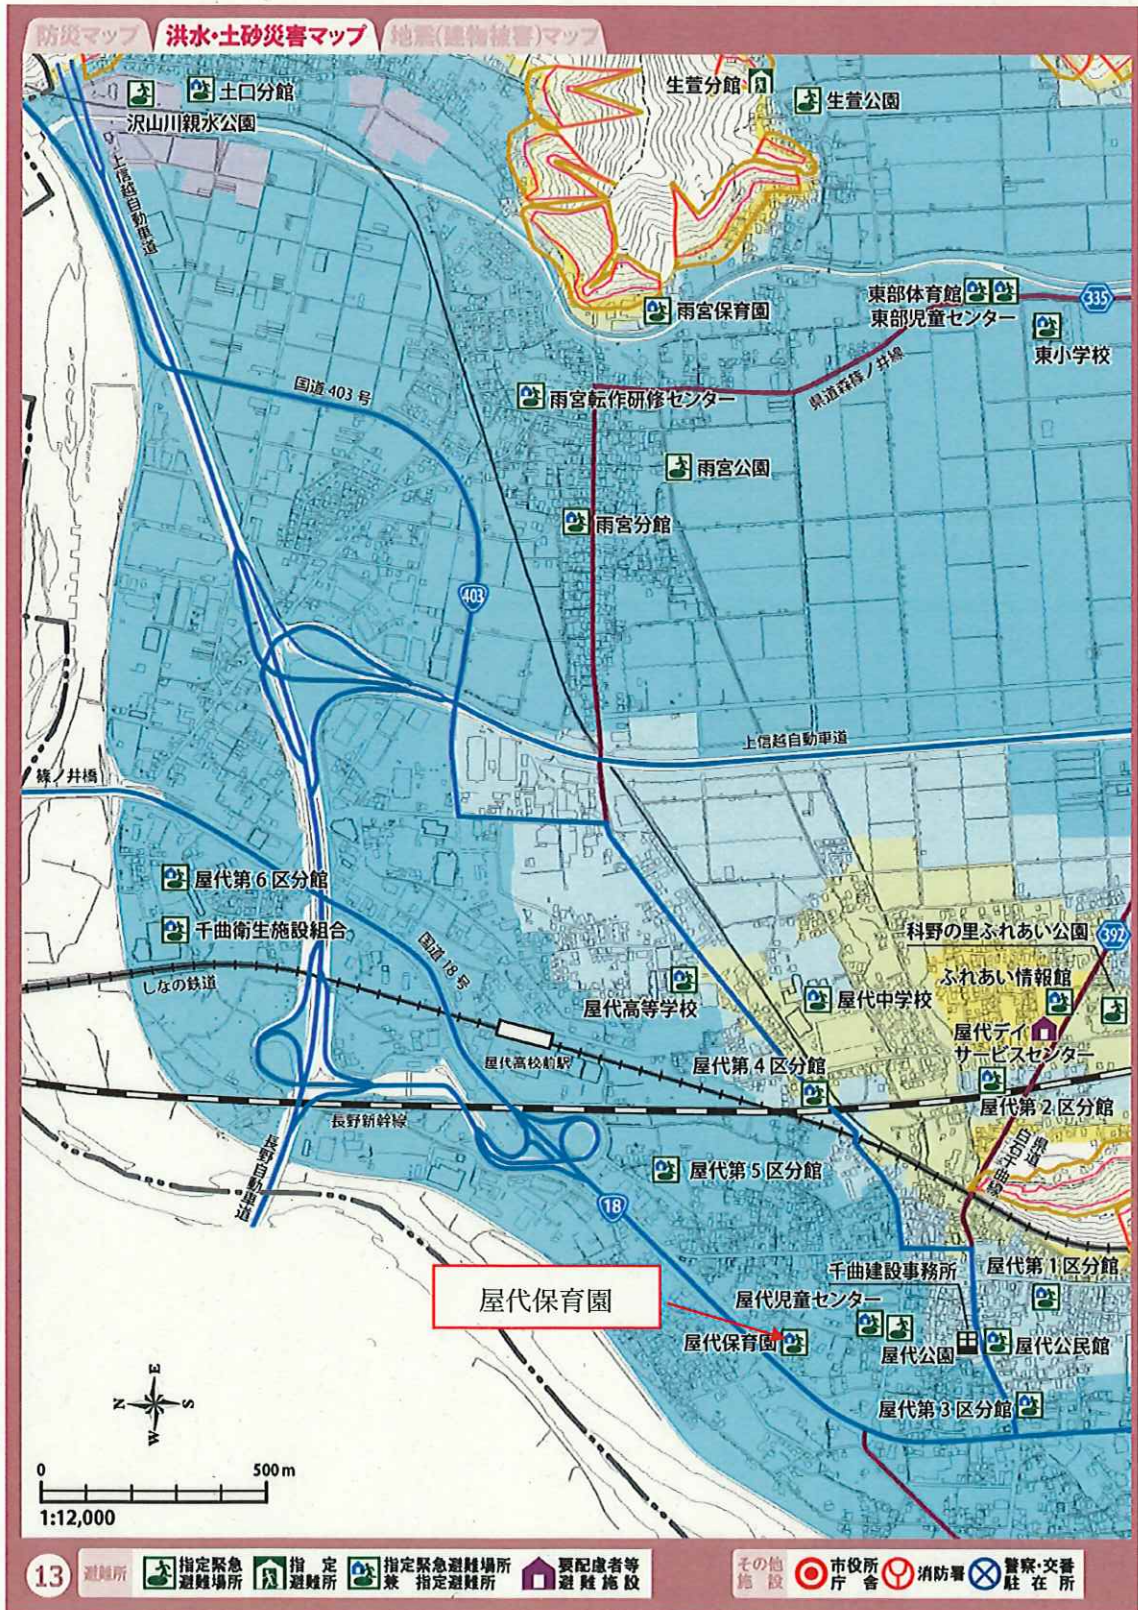 防災マップ
洪水・土砂災害マップ
地震(建物被害)マップ
土口分館
沢山川親水公園
生萱分館
生萱公園
上信越自動車道
雨宮保育園
東部体育館
東部児童センター
335
東小学校
国道403号
雨宮転作研修センター
県道森篠ノ井線
雨宮公園
雨宮分館
403
上信越自動車道
篠ノ井橋
屋代第6区分館
千曲衛生施設組合
国道18号
しなの鉄道
科野の里ふれあい公園
392
ふれあい情報館
屋代高等学校
屋代中学校
屋代デイ
サービスセンター
屋代高校前駅
屋代第4区分館
屋代第2区分館
長野新幹線
県道
白石千曲線
長野自動車道
屋代第5区分館
18
千曲建設事務所
屋代第1区分館
屋代保育園
屋代児童センター
屋代保育園
屋代公園
屋代公民館
屋代第3区分館
N
E
S
W
0
500m
1:12,000
13
避難所
指定緊急
避難場所
指定
避難所
指定緊急避難場所
兼 指定避難所
要配慮者等
避難施設
その他
施設
市役所
庁舎
消防署
警察・交番
駐在所